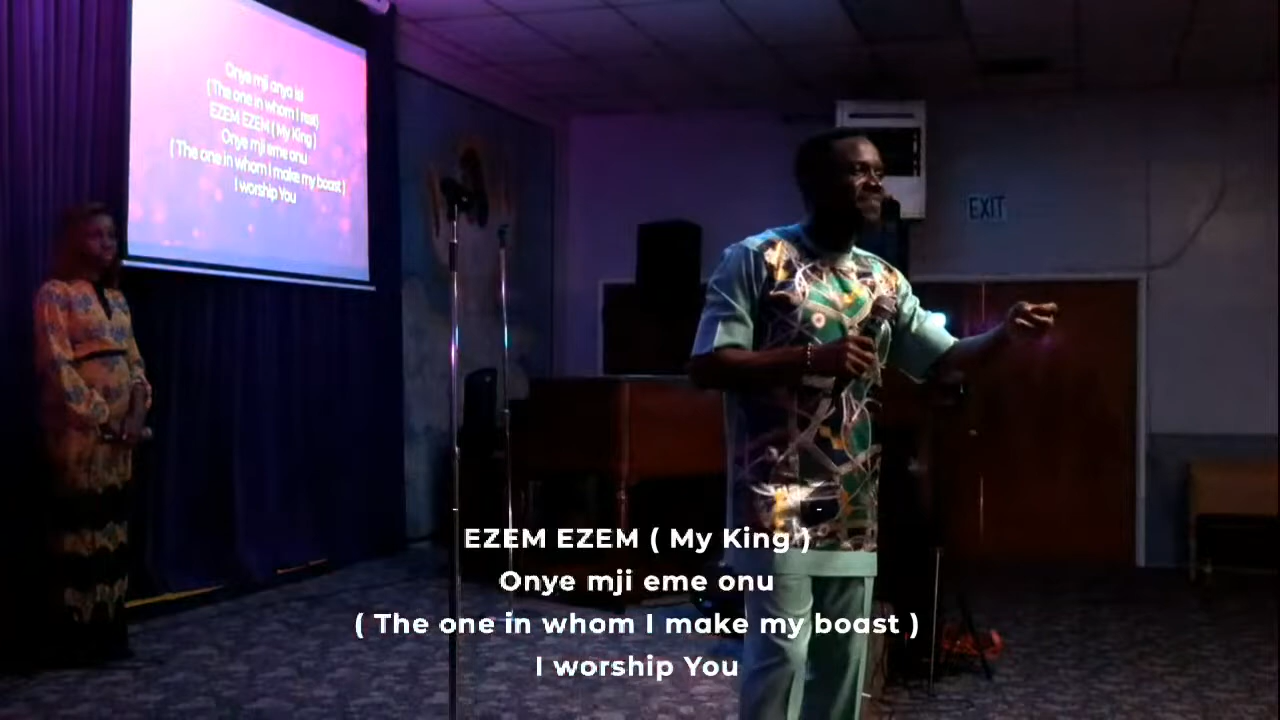 Onye mji onya isi
( The one in whom I rest)
EZEM EZEM ( My King )
Onye mji eme onu
( The one in whom I make my boast )
I worship You
EXIT
EZEM EZEM ( My King )
Onye mji eme onu
( The one in whom I make my boast )
I worship You